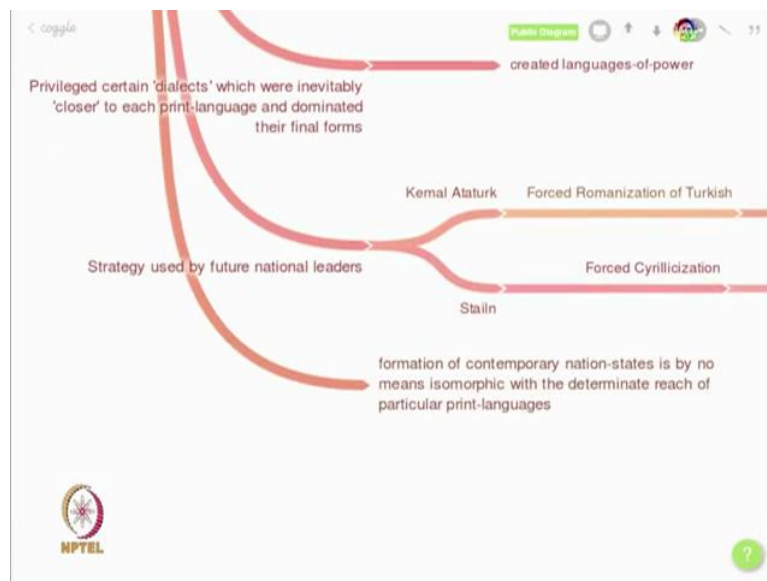 coggle
Public Diagram
created languages-of-power
Privileged certain 'dialects' which were inevitably
'closer' to each print-language and dominated
their final forms
Kemal Ataturk
Forced Romanization of Turkish
Strategy used by future national leaders
Forced Cyrillicization
Stailn
formation of contemporary nation-states is by no
means isomorphic with the determinate reach of
particular print-languages
NPTEL
?